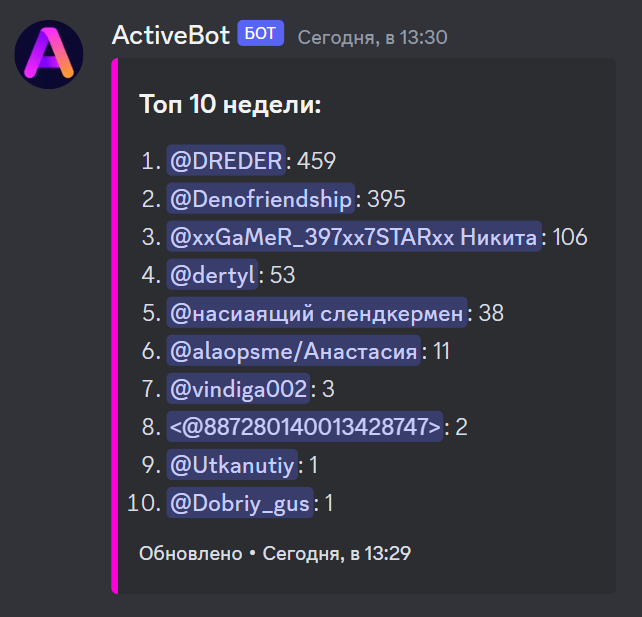 ActiveBot БОТ Сегодня, в 13:30
Топ 10 недели:
1. @DREDER: 459
2. @Denofriendship: 395
3. @xxGaMeR_397xx7STARxx Никита: 106
4. @dertyl: 53
5. @насиаящий слендкермен: 38
6. @alaopsme/Анастасия: 11
7. @vindiga002: 3
8. <@887280140013428747>: 2
9. @Utkanutiy: 1
10. @Dobriy_gus: 1
Обновлено • Сегодня, в 13:29